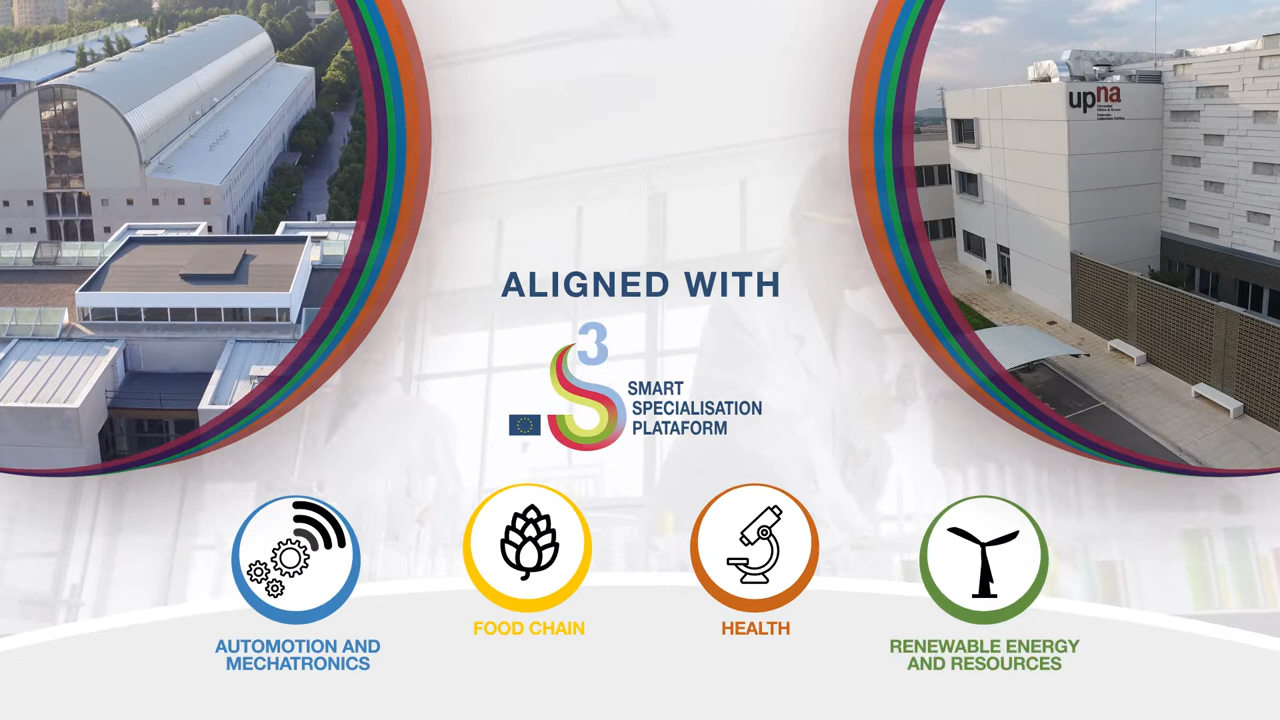 upna
ALIGNED WITH
3
SMART
SPECIALISATION
PLATAFORM
AUTOMOTION AND
MECHATRONICS
FOOD CHAIN
HEALTH
RENEWABLE ENERGY
AND RESOURCES